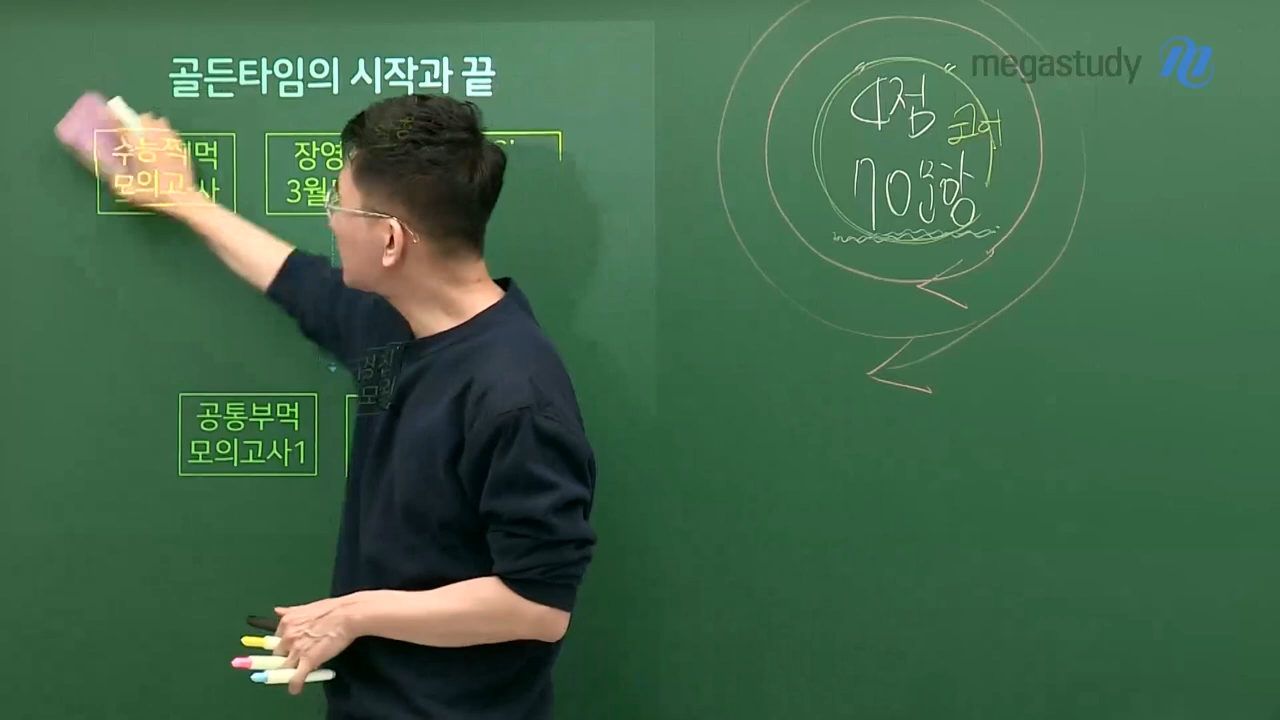 골든타임의 시작과 끝
megastudy
수능찍먹
모의고사
장영
3월
공통부먹
모의고사1
4점
코어
70문항